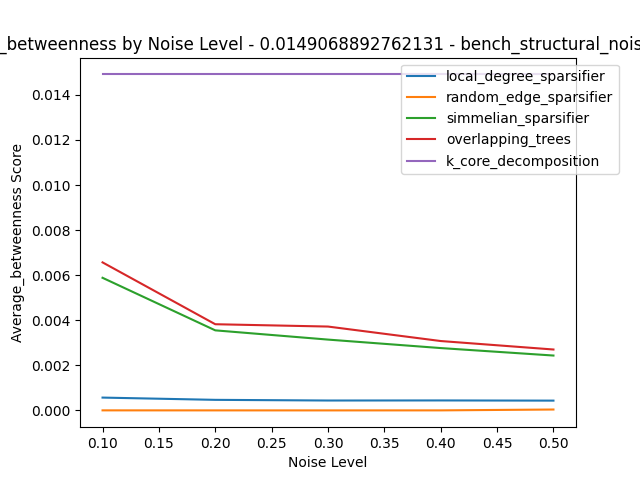 _betweenness by Noise Level - 0.0149068892762131 - bench_structural_nois
local_degree_sparsifier
random_edge_sparsifier
simmelian_sparsifier
overlapping_trees
k_core_decomposition
Average_betweenness Score
0.014
0.012
0.010
0.008
0.006
0.004
0.002
0.000
0.10 0.15 0.20 0.25 0.30 0.35 0.40 0.45 0.50
Noise Level